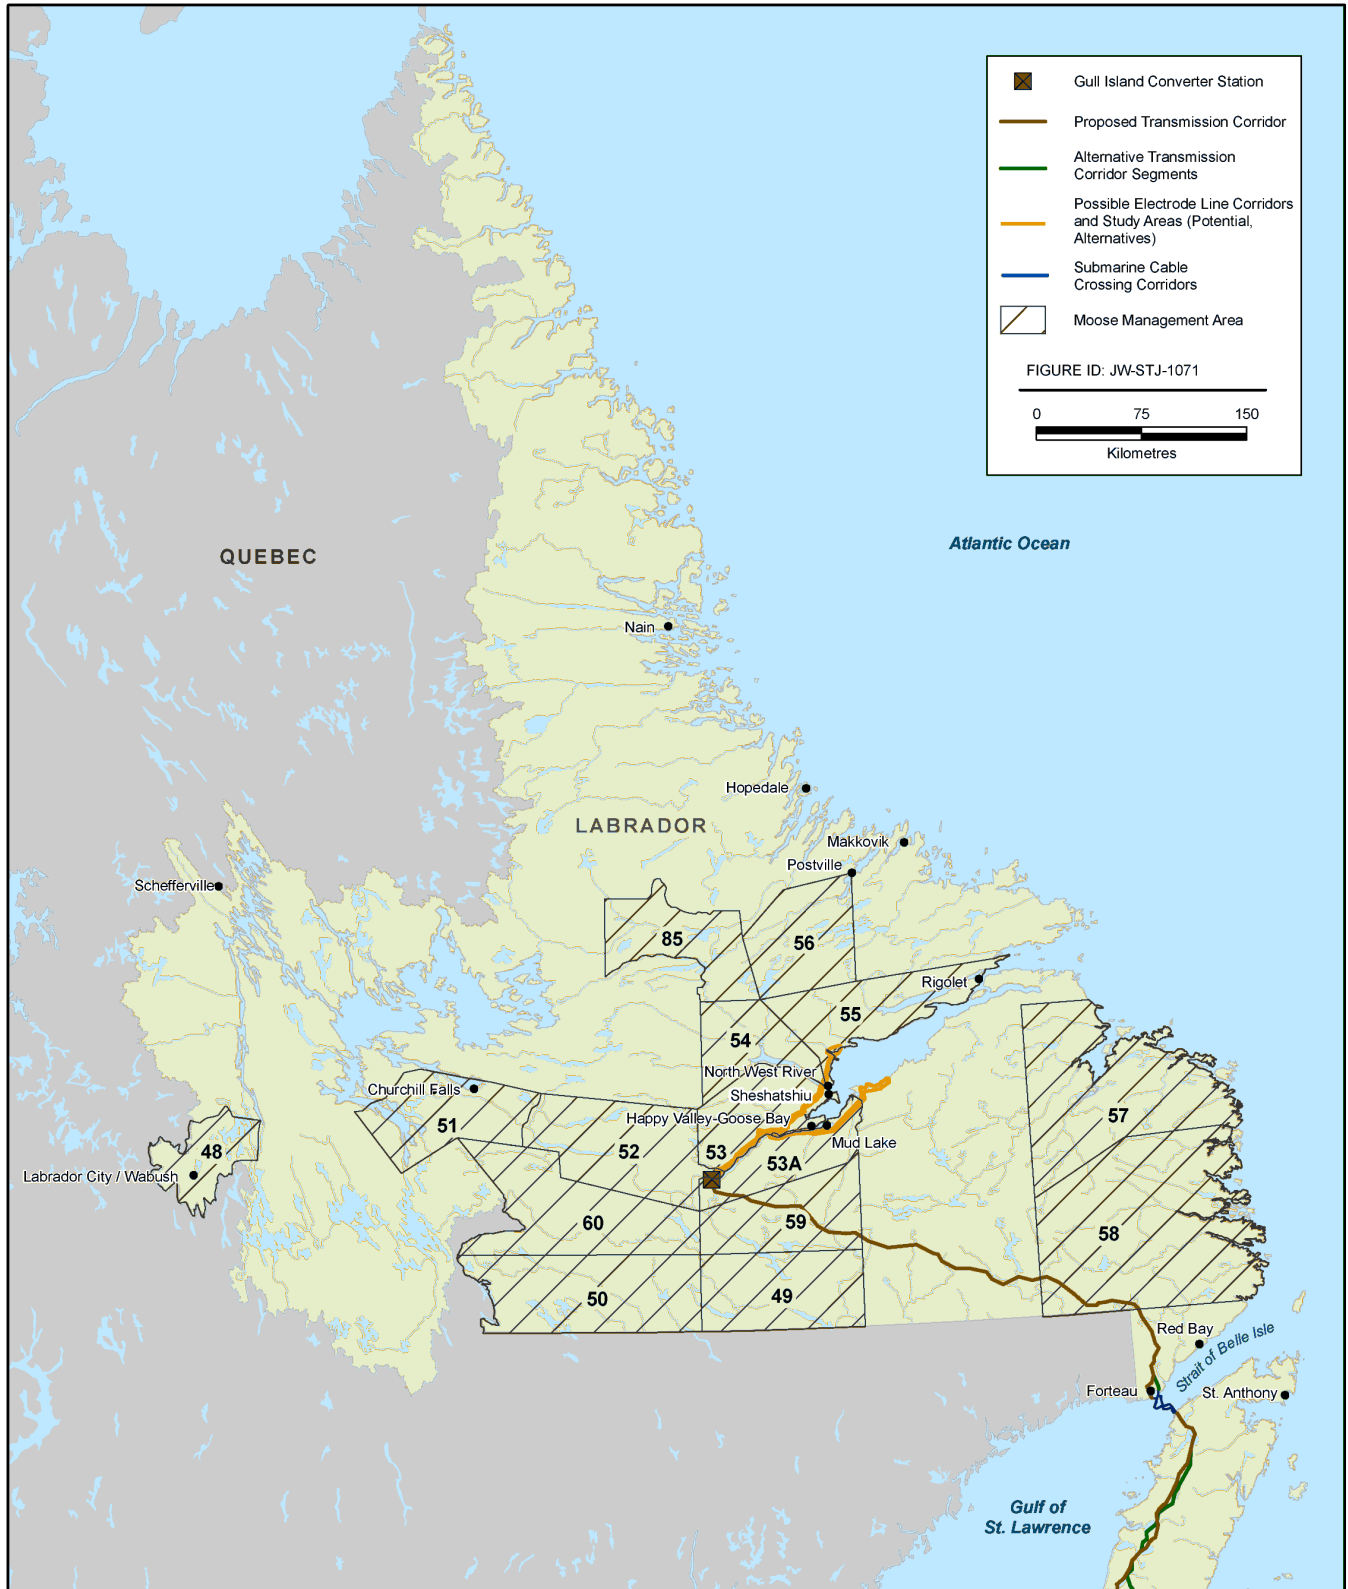 Gull Island Converter Station
Proposed Transmission Corridor
Alternative Transmission
Corridor Segments
Possible Electrode Line Corridors
and Study Areas (Potential,
Alternatives)
Submarine Cable
Crossing Corridors
Moose Management Area
FIGURE ID: JW-STJ-1071
0 75 150
Kilometres
Atlantic Ocean
QUEBEC
Nain
Hopedale
LABRADOR
Makkovik
Postville
Schefferville
85
56
Rigolet
55
54
North West River
Churchill Falls
Sheshatshiu
Happy Valley-Goose Bay
57
51
Mud Lake
48
52
53
53A
Labrador City / Wabush
60
59
58
50
49
Red Bay
Strait of Belle Isle
Forteau
St. Anthony
Gulf of
St. Lawrence